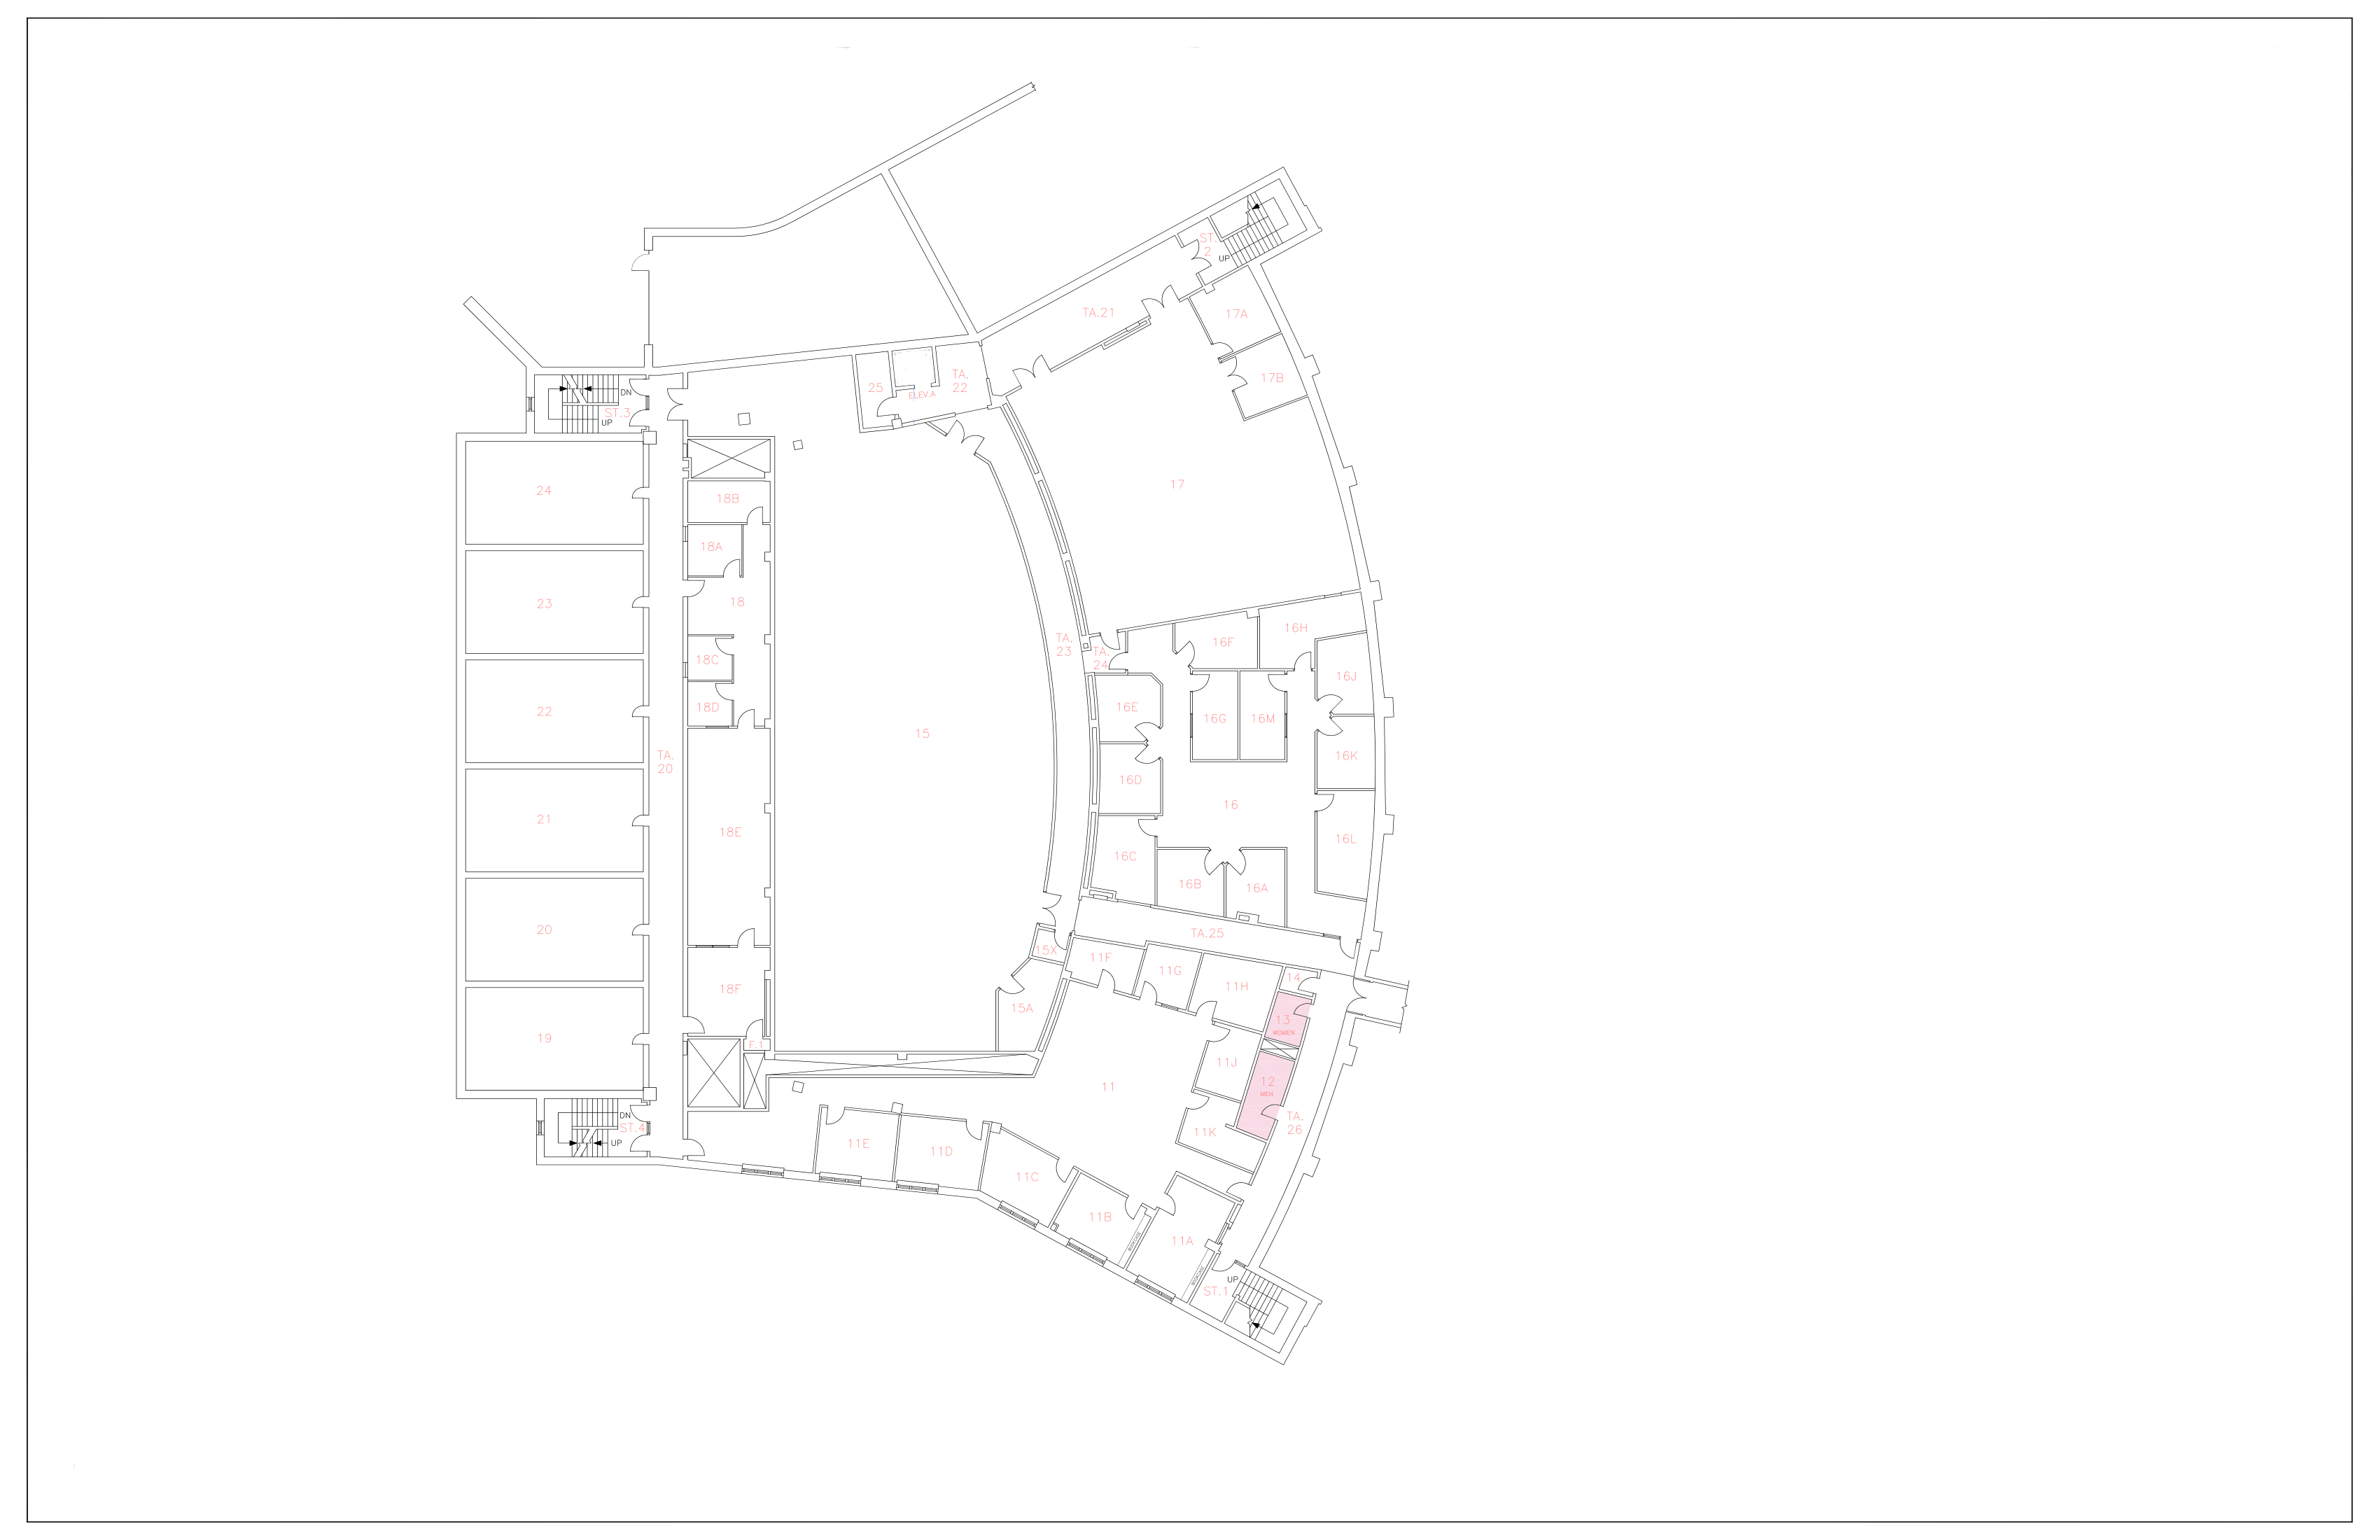 ST.
2
UP
TA.21
17A
17B
TA.
22
25
ELEV.A
DN
ST.3
UP
24
18B
17
18A
23
18
TA.
23
TA.
24
16F
16H
18C
16J
22
18D
16E
16G
16M
15
TA.
20
16D
16K
16
21
18E
16L
16C
16B
16A
20
TA.25
15X
11F
11G
14
11H
18F
15A
13
WOMEN
19
F.1
11J
11
12
MEN
DN
ST.4
UP
TA.
26
11K
11E
11D
11C
11B
11A
BOOKCASE
BOOKCASE
UP
ST.1